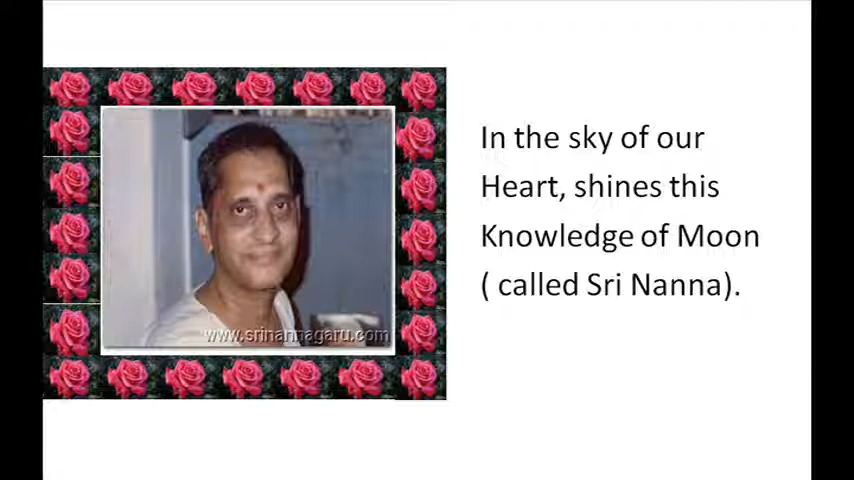 In the sky of our
Heart, shines this
Knowledge of Moon
( called Sri Nanna).
www.srinannagaru.com